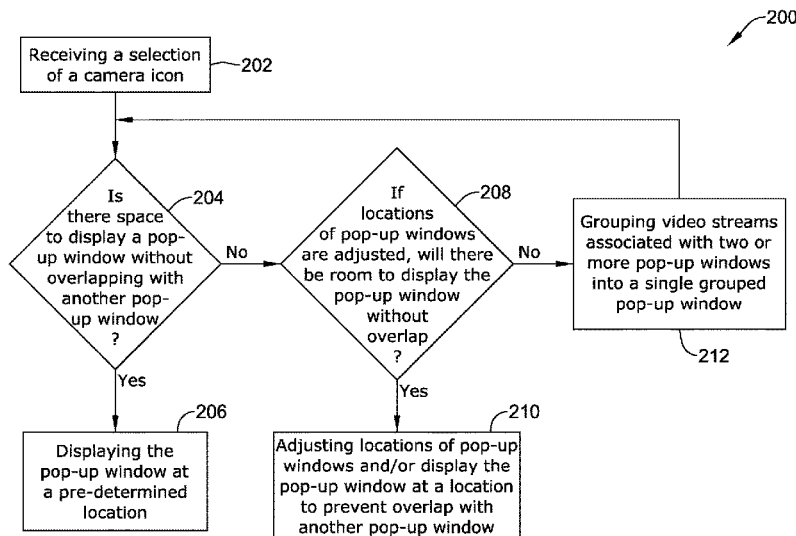 200
Receiving a selection
of a camera icon
202
Is
there space
to display a pop-
up window without
overlapping with
another pop-
up window
?
204
No
Yes
If
locations
of pop-up windows
are adjusted, will there
be room to display the
pop-up window
without
overlap
?
208
No
Yes
Grouping video streams
associated with two or
more pop-up windows
into a single grouped
pop-up window
212
206
Displaying the
pop-up window at
a pre-determined
location
210
Adjusting locations of pop-up
windows and/or display the
pop-up window at a location
to prevent overlap with
another pop-up window